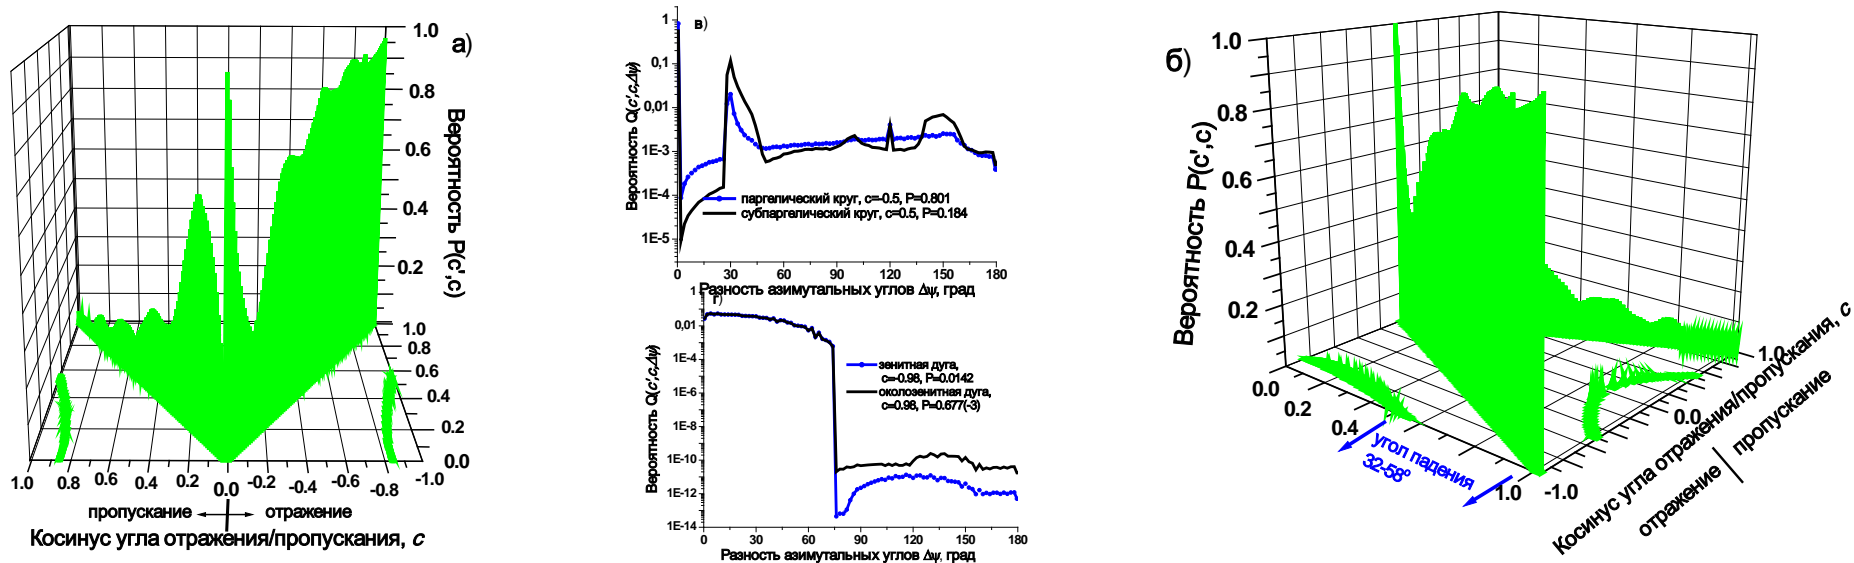 а)
1.0
0.8
0.6
0.4
0.2
1.0
0.8
0.6
0.4
0.2
0.0
Вероятность P(c',c)
1.0 0.8 0.6 0.4 0.2 0.0 -0.2 -0.4 -0.6 -0.8 -1.0
пропускание отражение
Косинус угла отражения/пропускания, c
в)
Вероятность Q(c',c,Δψ)
1
0,1
0,01
1E-3
1E-4
1E-5
паргелический круг, c=-0.5, P=0.801
субпаргелический круг, c=0.5, P=0.184
0 30 60 90 120 150 180
Разность азимутальных углов Δψ, град
г)
Вероятность Q(c',c,Δψ)
1
0,01
1E-4
1E-6
1E-8
1E-10
1E-12
1E-14
зенитная дуга,
c=-0.98, P=0.0142
околозенитная дуга,
c=0.98, P=0.677(-3)
0 30 60 90 120 150 180
Разность азимутальных углов Δψ, град
б)
Вероятность P(c',c)
1.0
0.8
0.6
0.4
0.2
0.0
0.2
0.4
1.0
угол падения
32-58°
-1.0
0.0
1.0
Косинус угла отражения/пропускания, c
отражение
пропускание